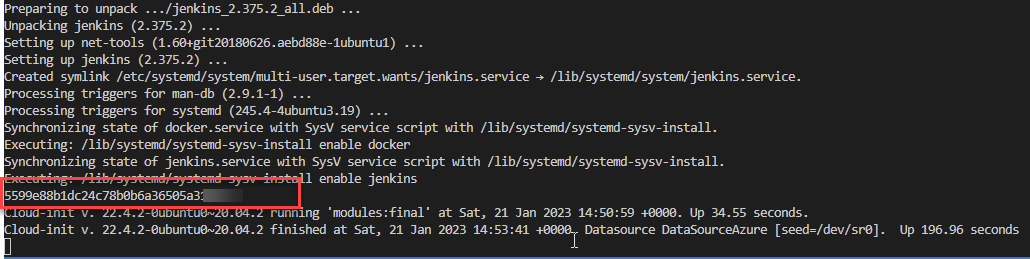 Preparing to unpack .../jenkins_2.375.2_all.deb ...
Unpacking jenkins (2.375.2) ...
Setting up net-tools (1.60+git20180626.aebd88e-1ubuntu1) ...
Setting up jenkins (2.375.2) ...
Created symlink /etc/systemd/system/multi-user.target.wants/jenkins.service → /lib/systemd/system/jenkins.service.
Processing triggers for man-db (2.9.1-1) ...
Processing triggers for systemd (245.4-4ubuntu3.19) ...
Synchronizing state of docker.service with SysV service script with /lib/systemd/systemd-sysv-install.
Executing: /lib/systemd/systemd-sysv-install enable docker
Synchronizing state of jenkins.service with SysV service script with /lib/systemd/systemd-sysv-install.
Executing: /lib/systemd/systemd-sysv-install enable jenkins
5599e88b1dc24c78b0b6a36505a31
Cloud-init v. 22.4.2-0ubuntu0~20.04.2 running 'modules:final' at Sat, 21 Jan 2023 14:50:59 +0000. Up 34.55 seconds.
Cloud-init v. 22.4.2-0ubuntu0~20.04.2 finished at Sat, 21 Jan 2023 14:53:41 +0000. Datasource DataSourceAzure [seed=/dev/sr0].  Up 196.96 seconds